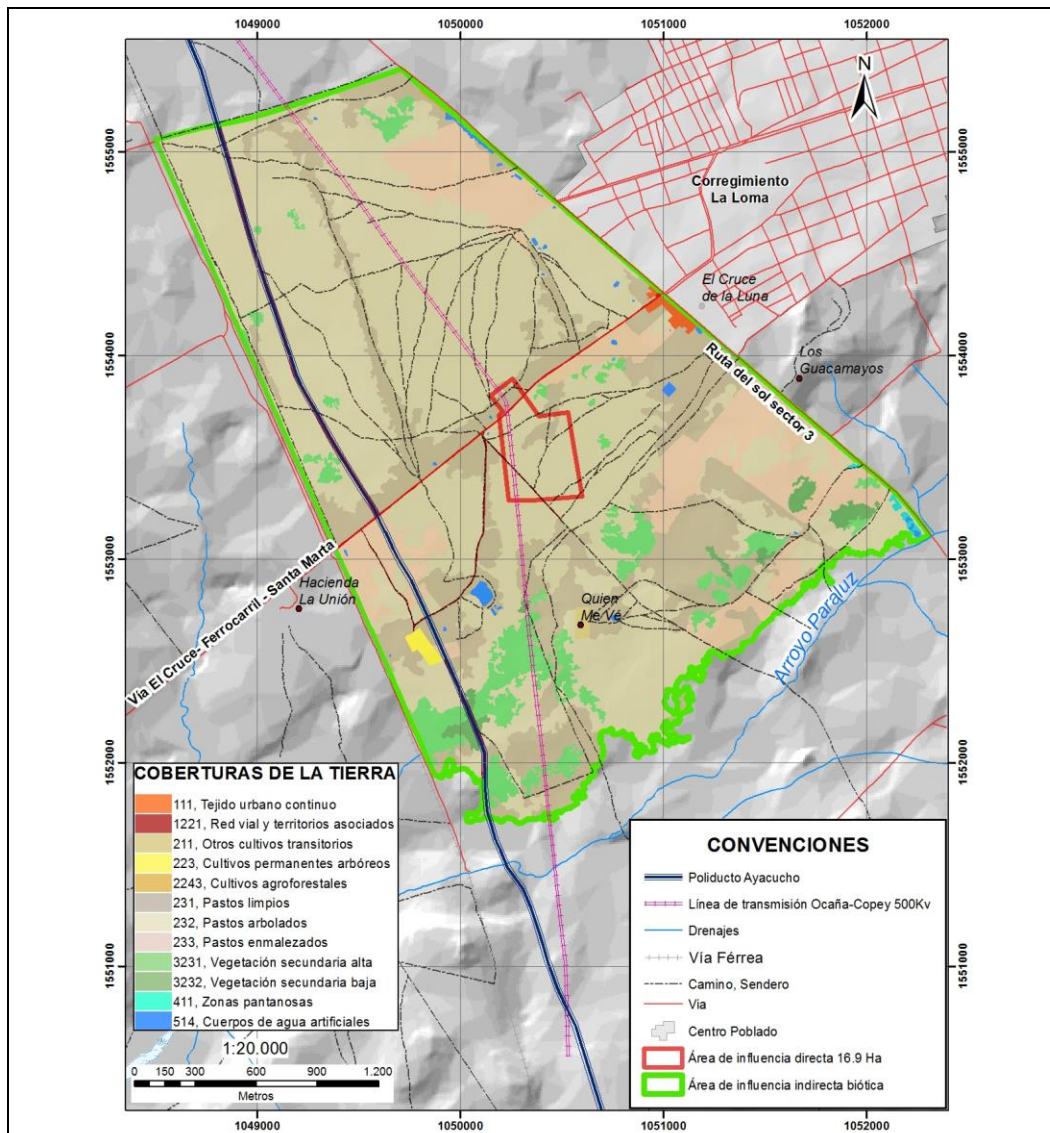 1049000 1050000 1051000 1052000
N
1555000 1555000
Corregimiento
La Loma
El Cruce
de la Luna
1554000 1554000
Los
Guacamayos
Ruta del sol sector 3
1553000 1553000
Vía El Cruce- Ferrocarril - Santa Marta
Hacienda
La Unión
Quien
Me Vé
Arroyo Paraluz
1552000 1552000
COBERTURAS DE LA TIERRA
111, Tejido urbano continuo
1221, Red vial y territorios asociados
211, Otros cultivos transitorios
223, Cultivos permanentes arbóreos
2243, Cultivos agroforestales
231, Pastos limpios
232, Pastos arbolados
233, Pastos enmalezados
3231, Vegetación secundaria alta
3232, Vegetación secundaria baja
411, Zonas pantanosas
514, Cuerpos de agua artificiales
1:20.000
0 150 300 600 900 1.200
Metros
CONVENCIONES
Poliducto Ayacucho
Línea de transmisión Ocaña-Copey 500Kv
Drenajes
Vía Férrea
Camino, Sendero
Via
Centro Poblado
Área de influencia directa 16.9 Ha
Área de influencia indirecta biótica
1551000 1551000
1049000 1050000 1051000 1052000